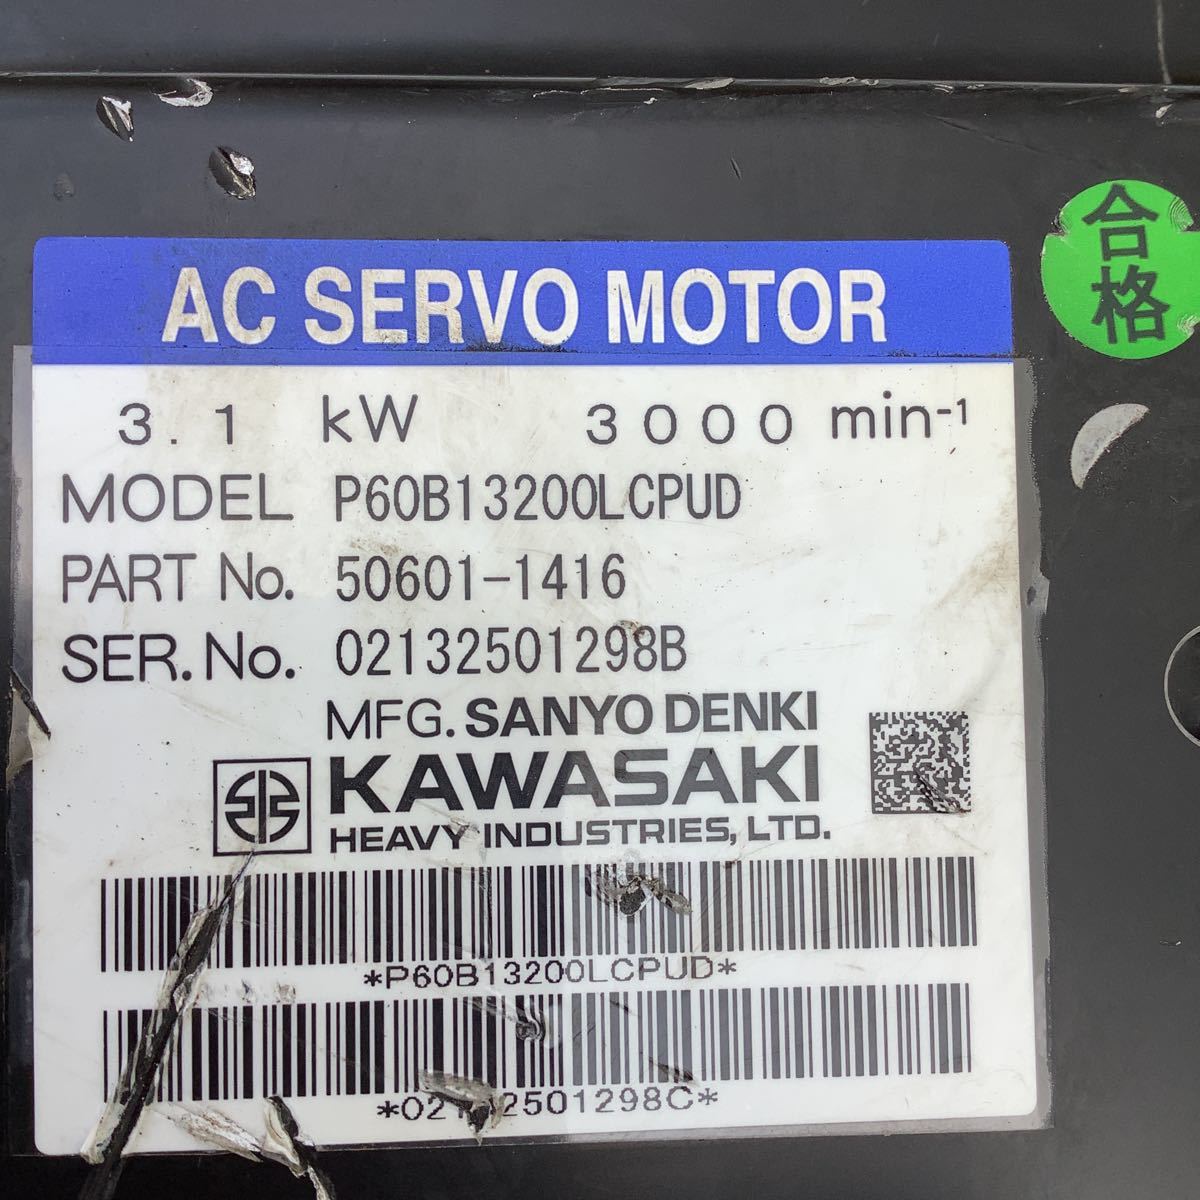 AC SERVO MOTOR
合格
3.1 kW 3000 min-1
MODEL P60B13200LCPUD
PART No. 50601-1416
SER.No. 02132501298B
MFG. SANYO DENKI
KAWASAKI
HEAVY INDUSTRIES, LTD.
*P60B13200LCPUD*